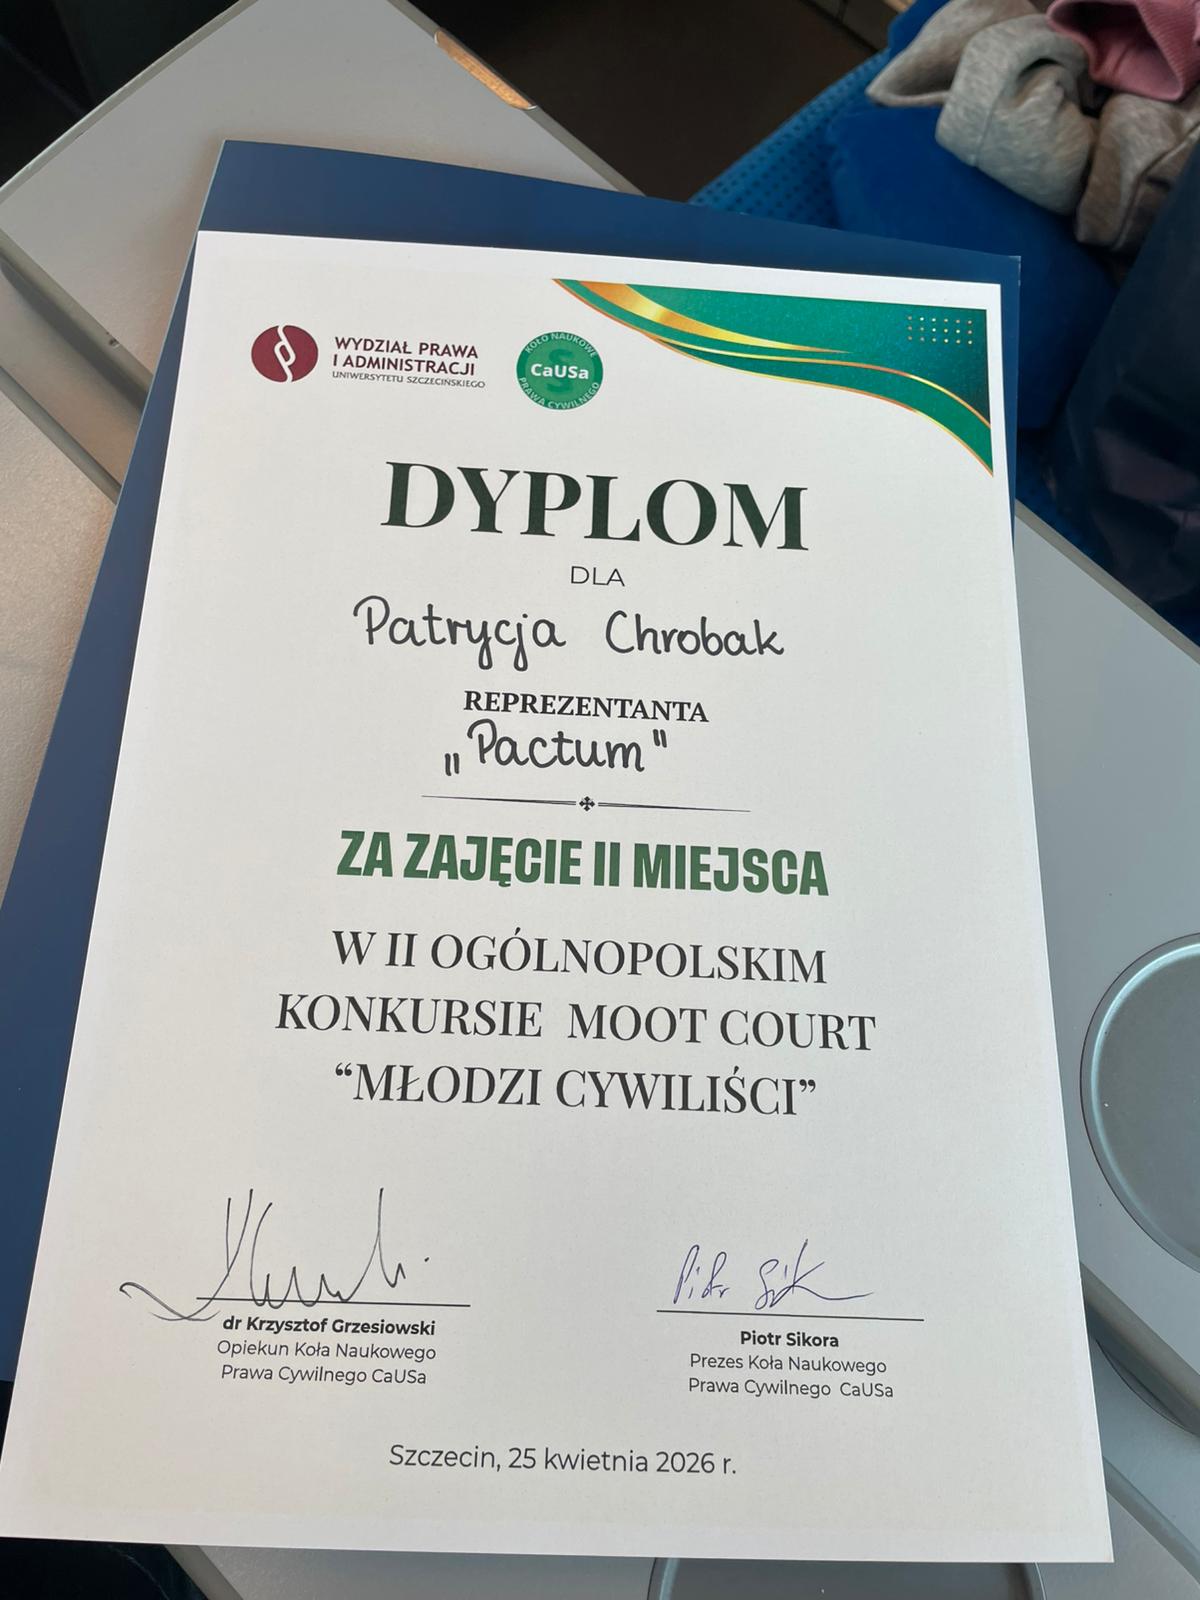 WYDZIAŁ PRAWA
I ADMINISTRACJI
UNIWERSYTETU SZCZECIŃSKIEGO
KOŁO NAUKOWE
CaUSa
PRAWA CYWILNEGO
DYPLOM
DLA
Patrycja Chrobak
REPREZENTANTA
„Pactum"
ZA ZAJĘCIE II MIEJSCA
W II OGÓLNOPOLSKIM
KONKURSIE MOOT COURT
“MŁODZI CYWILIŚCI”
Piotr Sik
dr Krzysztof Grzesiowski
Opiekun Koła Naukowego
Prawa Cywilnego CaUSa
Piotr Sikora
Prezes Koła Naukowego
Prawa Cywilnego CaUSa
Szczecin, 25 kwietnia 2026 r.